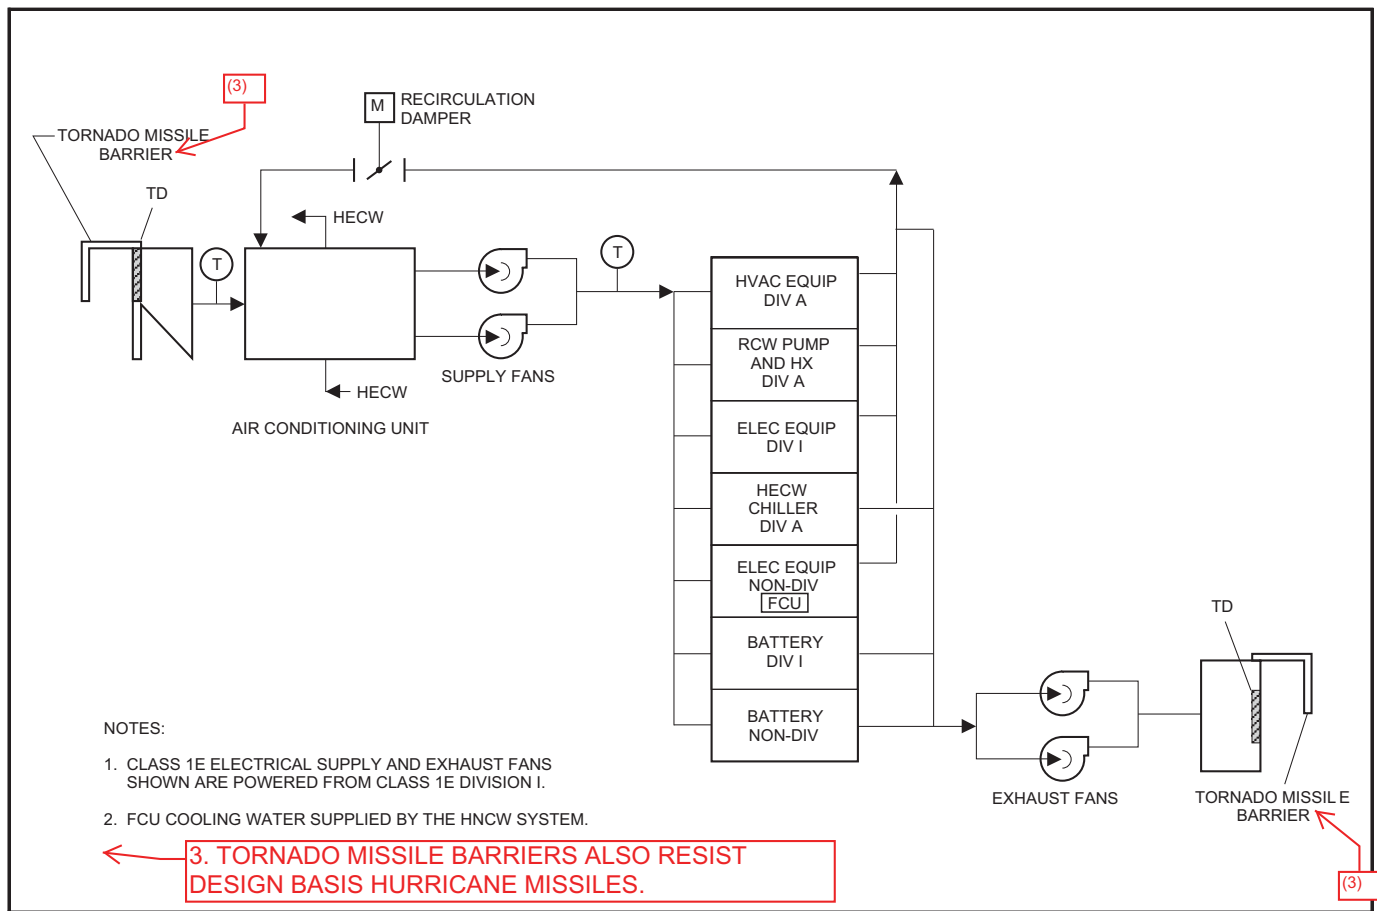 (3)
M
RECIRCULATION
DAMPER
TORNADO MISSILE
BARRIER
TD
HECW
T
T
HECW
SUPPLY FANS
AIR CONDITIONING UNIT
HVAC EQUIP
DIV A
RCW PUMP
AND HX
DIV A
ELEC EQUIP
DIV I
HECW
CHILLER
DIV A
ELEC EQUIP
NON-DIV
FCU
BATTERY
DIV I
BATTERY
NON-DIV
TD
EXHAUST FANS
TORNADO MISSILE
BARRIER
(3)
NOTES:
1. CLASS 1E ELECTRICAL SUPPLY AND EXHAUST FANS
SHOWN ARE POWERED FROM CLASS 1E DIVISION I.
2. FCU COOLING WATER SUPPLIED BY THE HNCW SYSTEM.
3. TORNADO MISSILE BARRIERS ALSO RESIST
DESIGN BASIS HURRICANE MISSILES.